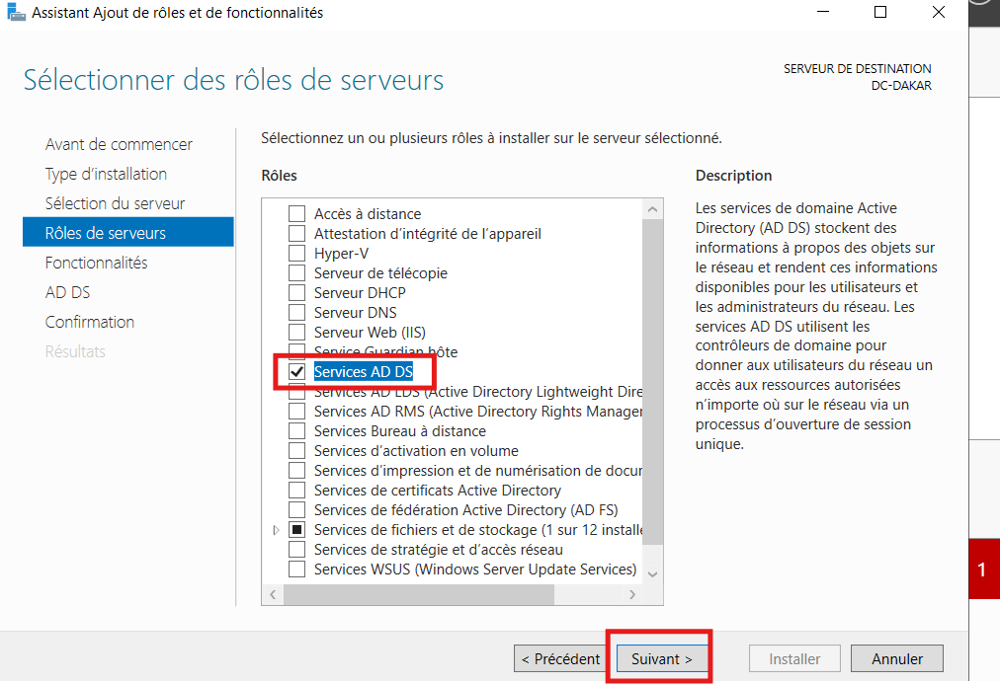 Assistant Ajout de rôles et de fonctionnalités
Sélectionner des rôles de serveurs
SERVEUR DE DESTINATION
DC-DAKAR
Avant de commencer
Type d'installation
Sélection du serveur
Rôles de serveurs
Fonctionnalités
AD DS
Confirmation
Résultats
Sélectionnez un ou plusieurs rôles à installer sur le serveur sélectionné.
Rôles
Accès à distance
Attestation d'intégrité de l'appareil
Hyper-V
Serveur de télécopie
Serveur DHCP
Serveur DNS
Serveur Web (IIS)
Service Guardian hôte
Services AD DS
Services AD LDS (Active Directory Lightweight Dire
Services AD RMS (Active Directory Rights Manager
Services Bureau à distance
Services d'activation en volume
Services d'impression et de numérisation de docur
Services de certificats Active Directory
Services de fédération Active Directory (AD FS)
Services de fichiers et de stockage (1 sur 12 installe
Services de stratégie et d'accès réseau
Services WSUS (Windows Server Update Services)
Description
Les services de domaine Active
Directory (AD DS) stockent des
informations à propos des objets sur
le réseau et rendent ces informations
disponibles pour les utilisateurs et
les administrateurs du réseau. Les
services AD DS utilisent les
contrôleurs de domaine pour
donner aux utilisateurs du réseau un
accès aux ressources autorisées
n'importe où sur le réseau via un
processus d'ouverture de session
unique.
1
< Précédent
Suivant >
Installer
Annuler